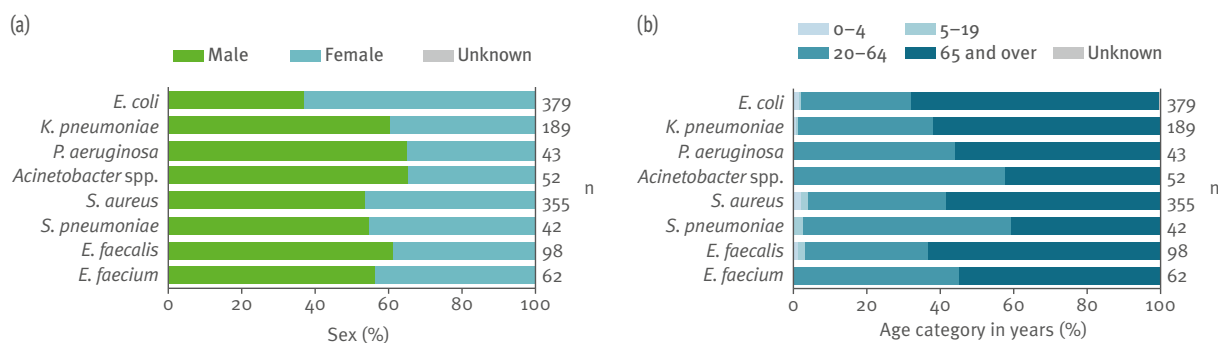 (a)
Male Female Unknown
E. coli 379
K. pneumoniae 189
P. aeruginosa 43
Acinetobacter spp. 52
n
S. aureus 355
S. pneumoniae 42
E. faecalis 98
E. faecium 62
0 20 40 60 80 100
Sex (%)
(b)
0–4 5–19
20–64 65 and over Unknown
E. coli 379
K. pneumoniae 189
P. aeruginosa 43
Acinetobacter spp. 52
n
S. aureus 355
S. pneumoniae 42
E. faecalis 98
E. faecium 62
0 20 40 60 80 100
Age category in years (%)